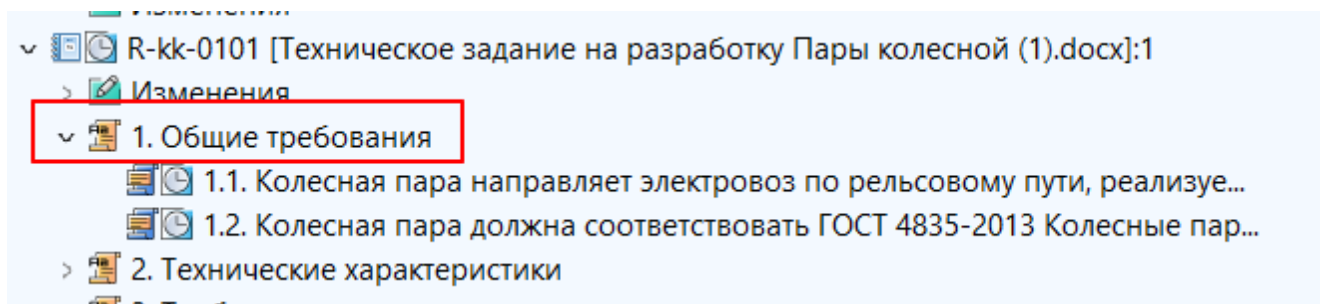 Изменения
R-kk-0101 [Техническое задание на разработку Пары колесной (1).docx]:1
Изменения
1. Общие требования
1.1. Колесная пара направляет электровоз по рельсовому пути, реализуе...
1.2. Колесная пара должна соответствовать ГОСТ 4835-2013 Колесные пар...
2. Технические характеристики